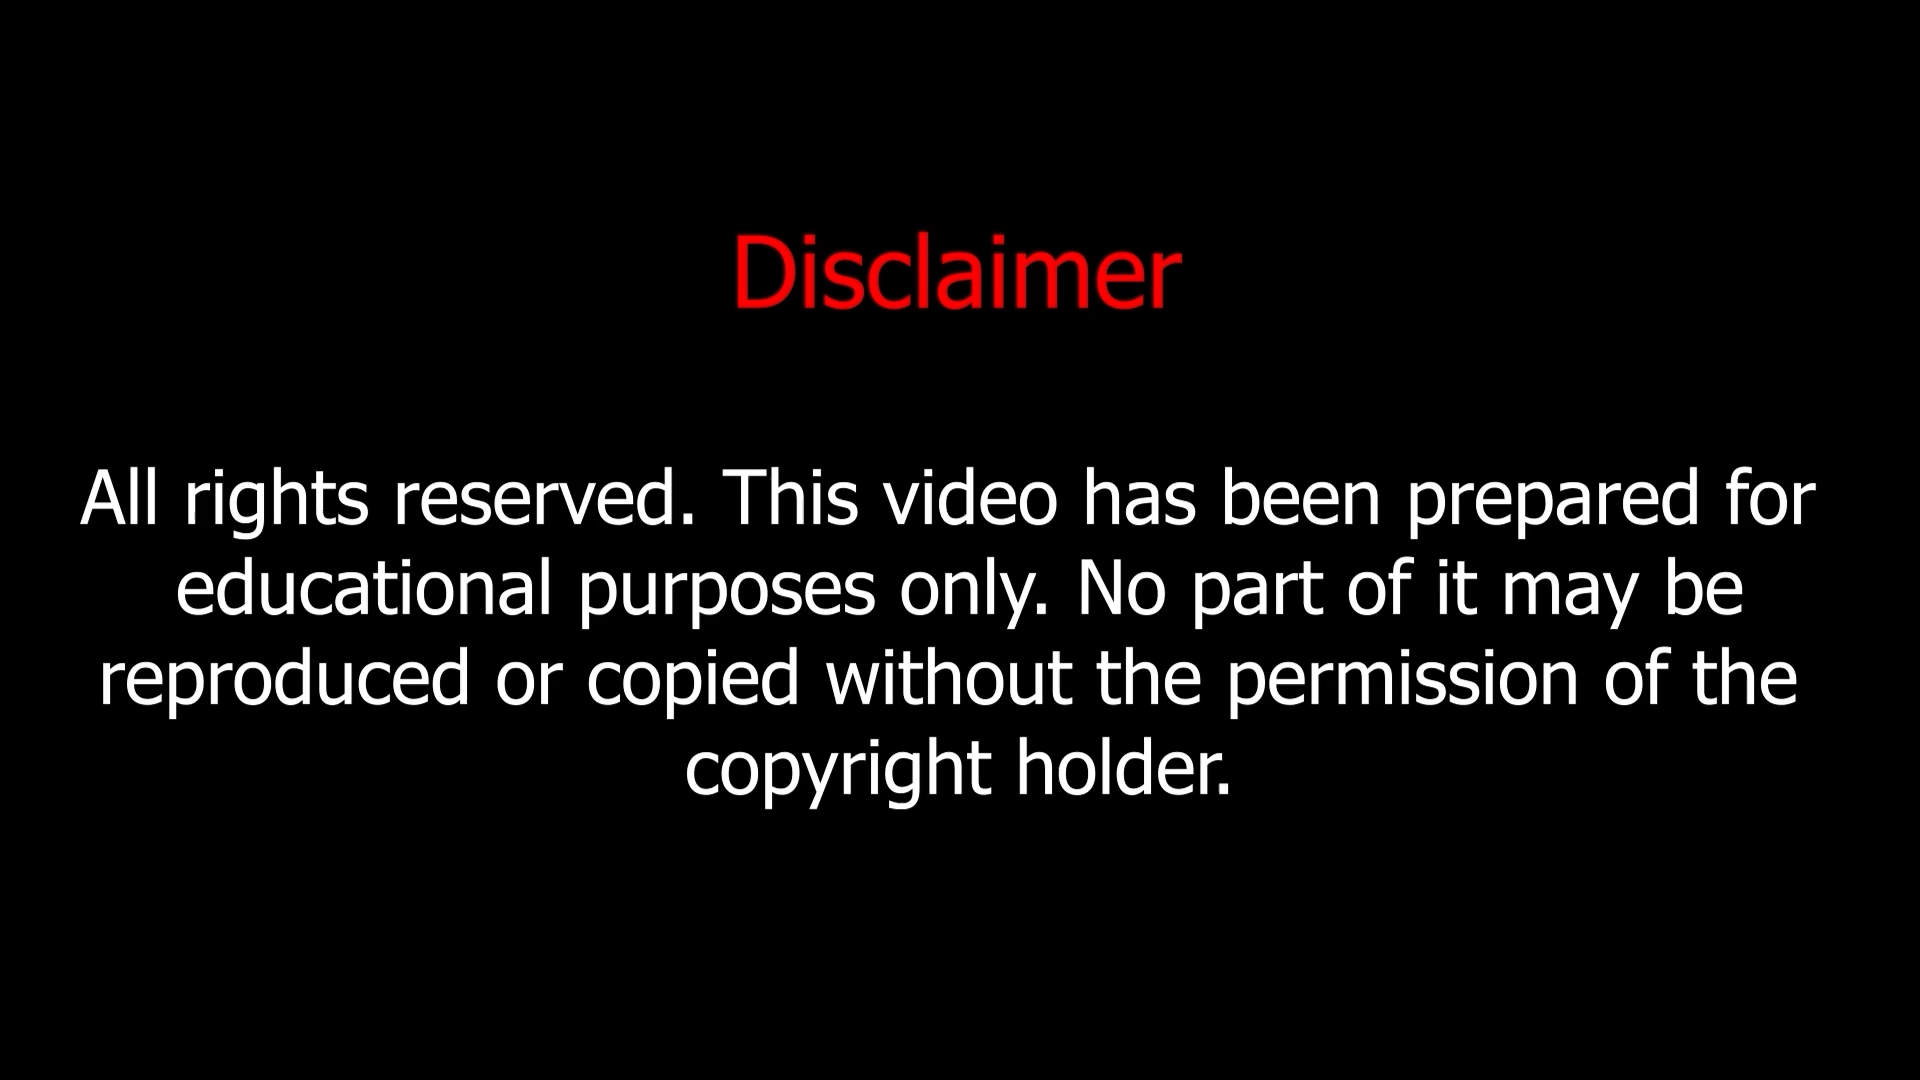 Disclaimer
All rights reserved. This video has been prepared for
educational purposes only. No part of it may be
reproduced or copied without the permission of the
copyright holder.